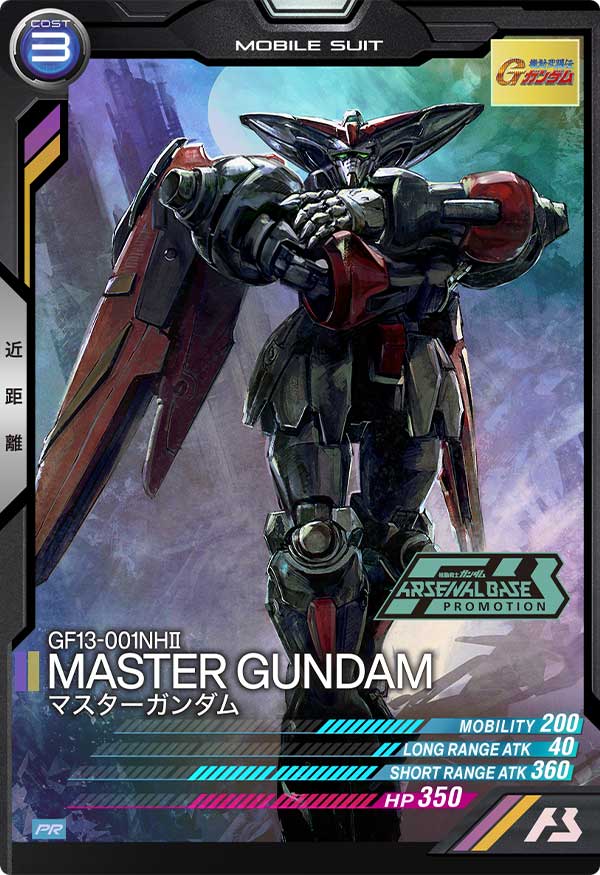 COST
3
MOBILE SUIT
機動武闘伝
Gガンダム
近距離
機動戦士ガンダム
ARSENAL BASE
PROMOTION
GF13-001NHⅡ
MASTER GUNDAM
マスターガンダム
MOBILITY 200
LONG RANGE ATK 40
SHORT RANGE ATK 360
HP 350
PR